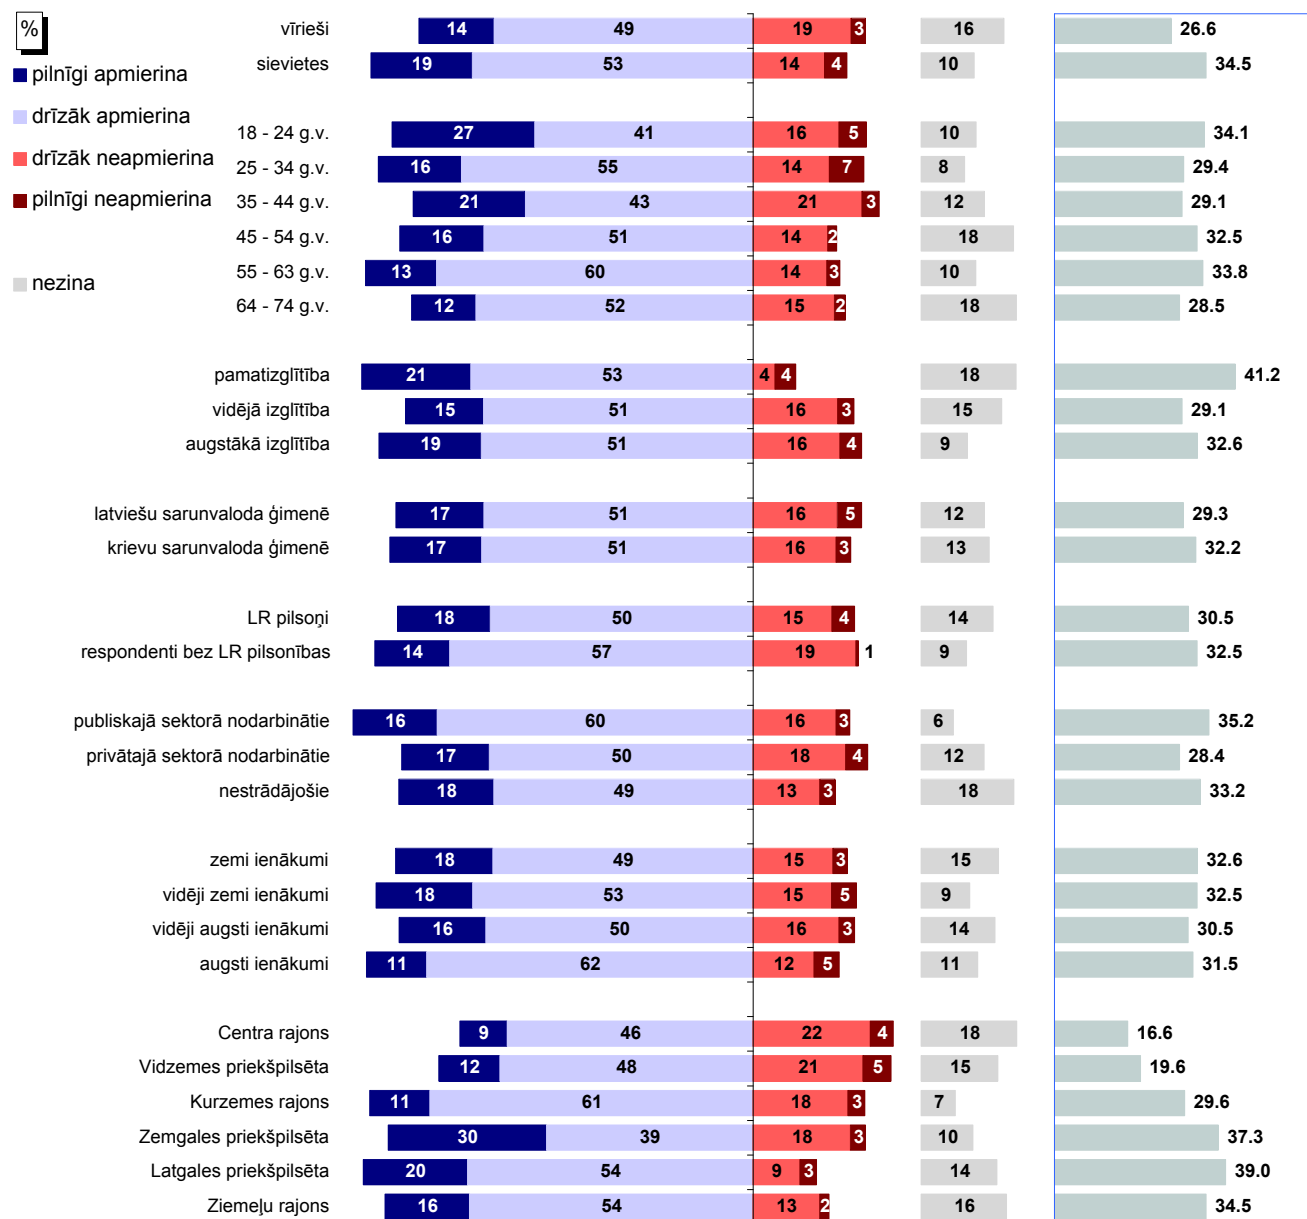 %
pilnīgi apmierina
drīzāk apmierina
drīzāk neapmierina
pilnīgi neapmierina
nezina
vīrieši 14 49 19 3 16 26.6
sievietes 19 53 14 4 10 34.5
18 - 24 g.v. 27 41 16 5 10 34.1
25 - 34 g.v. 16 55 14 7 8 29.4
35 - 44 g.v. 21 43 21 3 12 29.1
45 - 54 g.v. 16 51 14 2 18 32.5
55 - 63 g.v. 13 60 14 3 10 33.8
64 - 74 g.v. 12 52 15 2 18 28.5
pamatizglītība 21 53 4 4 18 41.2
vidējā izglītība 15 51 16 3 15 29.1
augstākā izglītība 19 51 16 4 9 32.6
latviešu sarunvaloda ģimenē 17 51 16 5 12 29.3
krievu sarunvaloda ģimenē 17 51 16 3 13 32.2
LR pilsoņi 18 50 15 4 14 30.5
respondenti bez LR pilsonības 14 57 19 1 9 32.5
publiskajā sektorā nodarbinātie 16 60 16 3 6 35.2
privātajā sektorā nodarbinātie 17 50 18 4 12 28.4
nestrādājošie 18 49 13 3 18 33.2
zemi ienākumi 18 49 15 3 15 32.6
vidēji zemi ienākumi 18 53 15 5 9 32.5
vidēji augsti ienākumi 16 50 16 3 14 30.5
augsti ienākumi 11 62 12 5 11 31.5
Centra rajons 9 46 22 4 18 16.6
Vidzemes priekšpilsēta 12 48 21 5 15 19.6
Kurzemes rajons 11 61 18 3 7 29.6
Zemgales priekšpilsēta 30 39 18 3 10 37.3
Latgales priekšpilsēta 20 54 9 3 14 39.0
Ziemeļu rajons 16 54 13 2 16 34.5